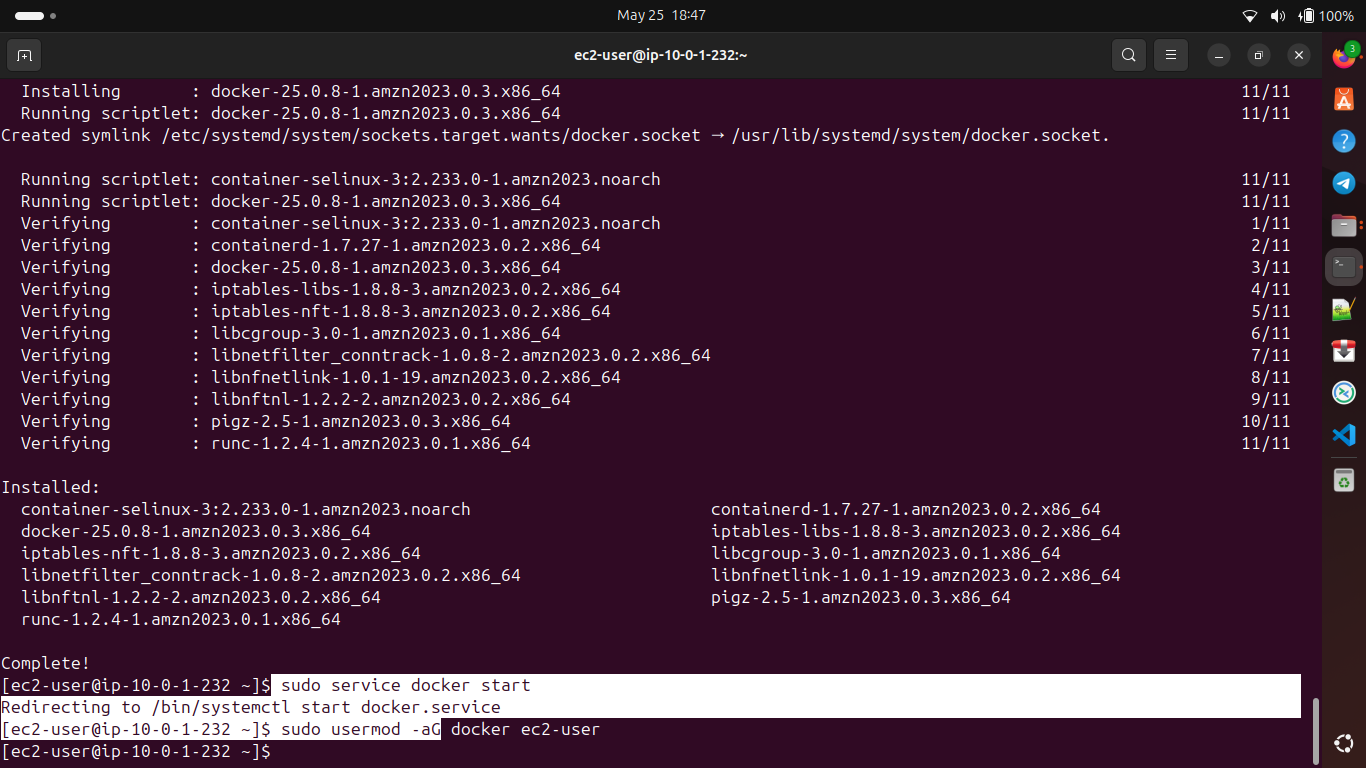 May 25  18:47
100%
ec2-user@ip-10-0-1-232:~
3
  Installing       : docker-25.0.8-1.amzn2023.0.3.x86_64                                                                    11/11
  Running scriptlet: docker-25.0.8-1.amzn2023.0.3.x86_64                                                                    11/11
Created symlink /etc/systemd/system/sockets.target.wants/docker.socket → /usr/lib/systemd/system/docker.socket.
  Running scriptlet: container-selinux-3:2.233.0-1.amzn2023.noarch                                                          11/11
  Running scriptlet: docker-25.0.8-1.amzn2023.0.3.x86_64                                                                    11/11
  Verifying        : container-selinux-3:2.233.0-1.amzn2023.noarch                                                           1/11
  Verifying        : containerd-1.7.27-1.amzn2023.0.2.x86_64                                                                 2/11
  Verifying        : docker-25.0.8-1.amzn2023.0.3.x86_64                                                                     3/11
  Verifying        : iptables-libs-1.8.8-3.amzn2023.0.2.x86_64                                                               4/11
  Verifying        : iptables-nft-1.8.8-3.amzn2023.0.2.x86_64                                                                5/11
  Verifying        : libcgroup-3.0-1.amzn2023.0.1.x86_64                                                                     6/11
  Verifying        : libnetfilter_conntrack-1.0.8-2.amzn2023.0.2.x86_64                                                      7/11
  Verifying        : libnfnetlink-1.0.1-19.amzn2023.0.2.x86_64                                                               8/11
  Verifying        : libnftnl-1.2.2-2.amzn2023.0.2.x86_64                                                                    9/11
  Verifying        : pigz-2.5-1.amzn2023.0.3.x86_64                                                                         10/11
  Verifying        : runc-1.2.4-1.amzn2023.0.1.x86_64                                                                       11/11
Installed:
  container-selinux-3:2.233.0-1.amzn2023.noarch                        containerd-1.7.27-1.amzn2023.0.2.x86_64
  docker-25.0.8-1.amzn2023.0.3.x86_64                                  iptables-libs-1.8.8-3.amzn2023.0.2.x86_64
  iptables-nft-1.8.8-3.amzn2023.0.2.x86_64                             libcgroup-3.0-1.amzn2023.0.1.x86_64
  libnetfilter_conntrack-1.0.8-2.amzn2023.0.2.x86_64                   libnfnetlink-1.0.1-19.amzn2023.0.2.x86_64
  libnftnl-1.2.2-2.amzn2023.0.2.x86_64                                 pigz-2.5-1.amzn2023.0.3.x86_64
  runc-1.2.4-1.amzn2023.0.1.x86_64
Complete!
[ec2-user@ip-10-0-1-232 ~]$ sudo service docker start
Redirecting to /bin/systemctl start docker.service
[ec2-user@ip-10-0-1-232 ~]$ sudo usermod -aG docker ec2-user
[ec2-user@ip-10-0-1-232 ~]$